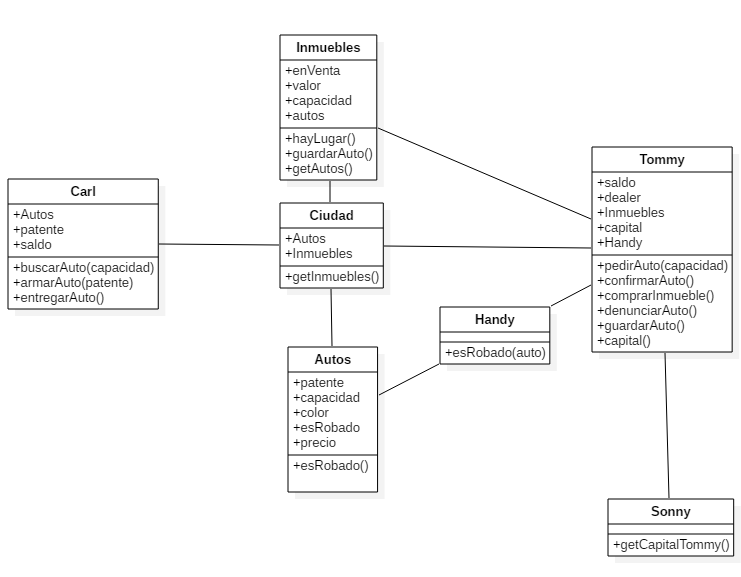 Inmuebles
+enVenta
+valor
+capacidad
+autos
+hayLugar()
+guardarAuto()
+getAutos()
Tommy
+saldo
+dealer
+Inmuebles
+capital
+Handy
+pedirAuto(capacidad)
+confirmarAuto()
+comprarInmueble()
+denunciarAuto()
+guardarAuto()
+capital()
Carl
+Autos
+patente
+saldo
+buscarAuto(capacidad)
+armarAuto(patente)
+entregarAuto()
Ciudad
+Autos
+Inmuebles
+getInmuebles()
Handy
+esRobado(auto)
Autos
+patente
+capacidad
+color
+esRobado
+precio
+esRobado()
Sonny
+getCapitalTommy()